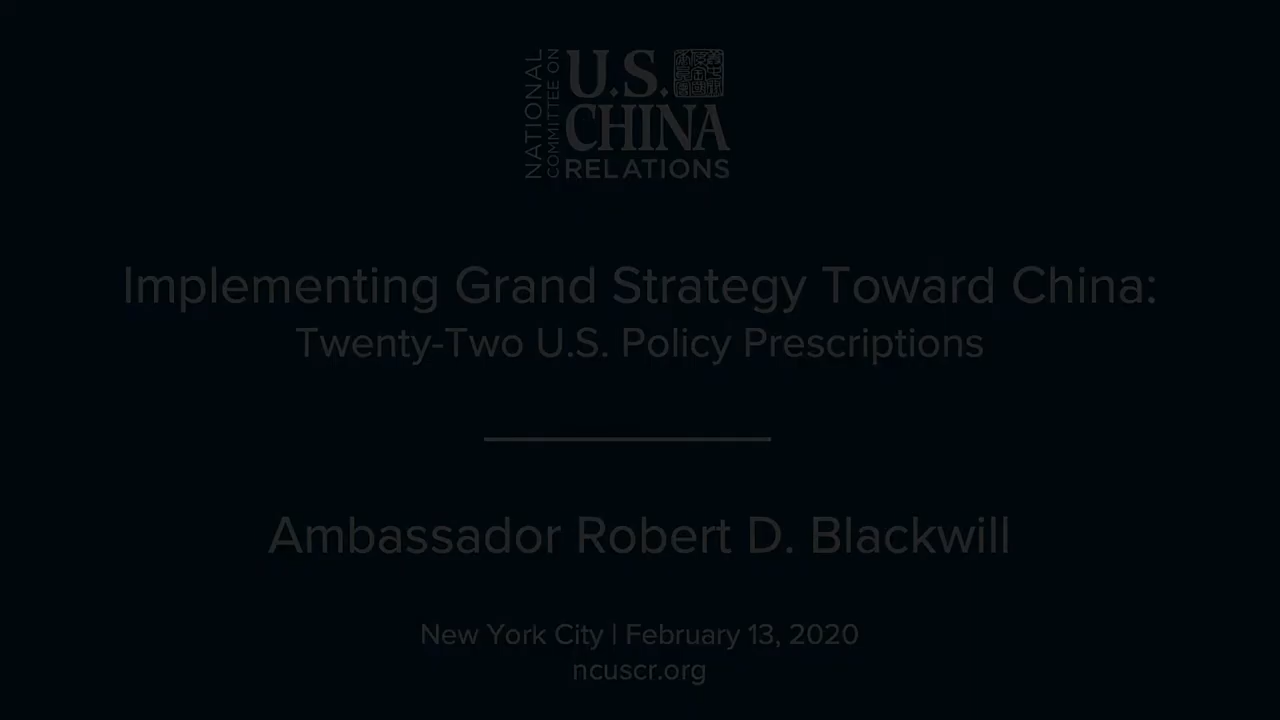 NATIONAL
COMMITTEE ON
U.S.
CHINA
RELATIONS
Implementing Grand Strategy Toward China:
Twenty-Two U.S. Policy Prescriptions
Ambassador Robert D. Blackwill
New York City | February 13, 2020
ncuscr.org